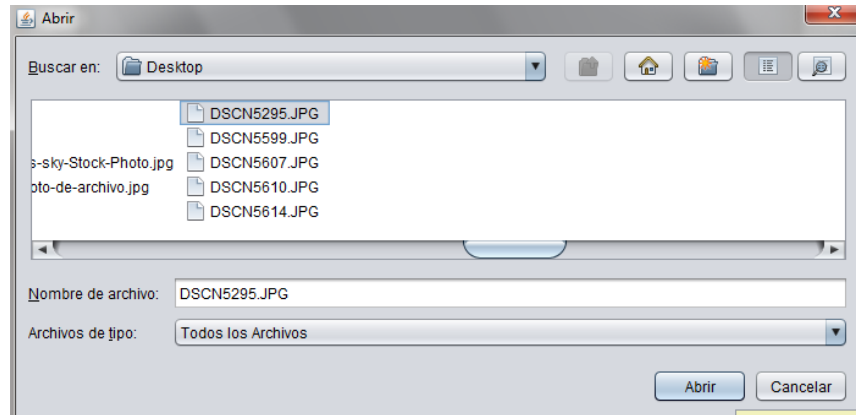 Abrir
Buscar en: Desktop
DSCN5295.JPG
DSCN5599.JPG
s-sky-Stock-Photo.jpg DSCN5607.JPG
oto-de-archivo.jpg DSCN5610.JPG
DSCN5614.JPG
Nombre de archivo: DSCN5295.JPG
Archivos de tipo: Todos los Archivos
Abrir Cancelar